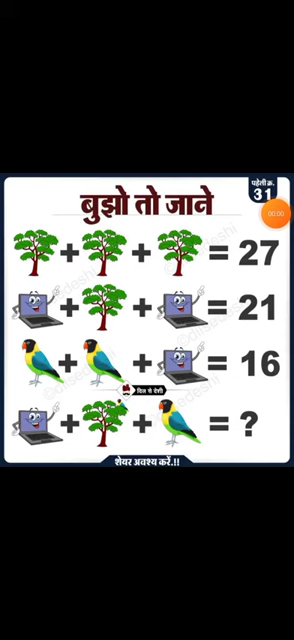 पहेली क्र.
31
00:00
बुझो तो जाने
+ + = 27
+ + = 21
+ + = 16
दिल से देशी
+ + = ?
शेयर अवश्य करें.!!